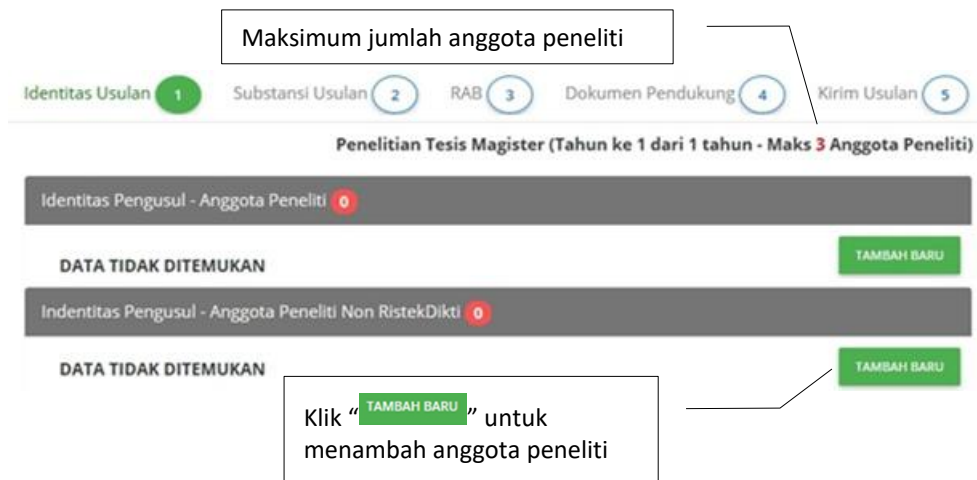 Maksimum jumlah anggota peneliti
Identitas Usulan 1 Substansi Usulan 2 RAB 3 Dokumen Pendukung 4 Kirim Usulan 5
Penelitian Tesis Magister (Tahun ke 1 dari 1 tahun - Maks 3 Anggota Peneliti)
Identitas Pengusul - Anggota Peneliti 0
DATA TIDAK DITEMUKAN TAMBAH BARU
Indentitas Pengusul - Anggota Peneliti Non RistekDikti 0
DATA TIDAK DITEMUKAN TAMBAH BARU
Klik “TAMBAH BARU” untuk
menambah anggota peneliti